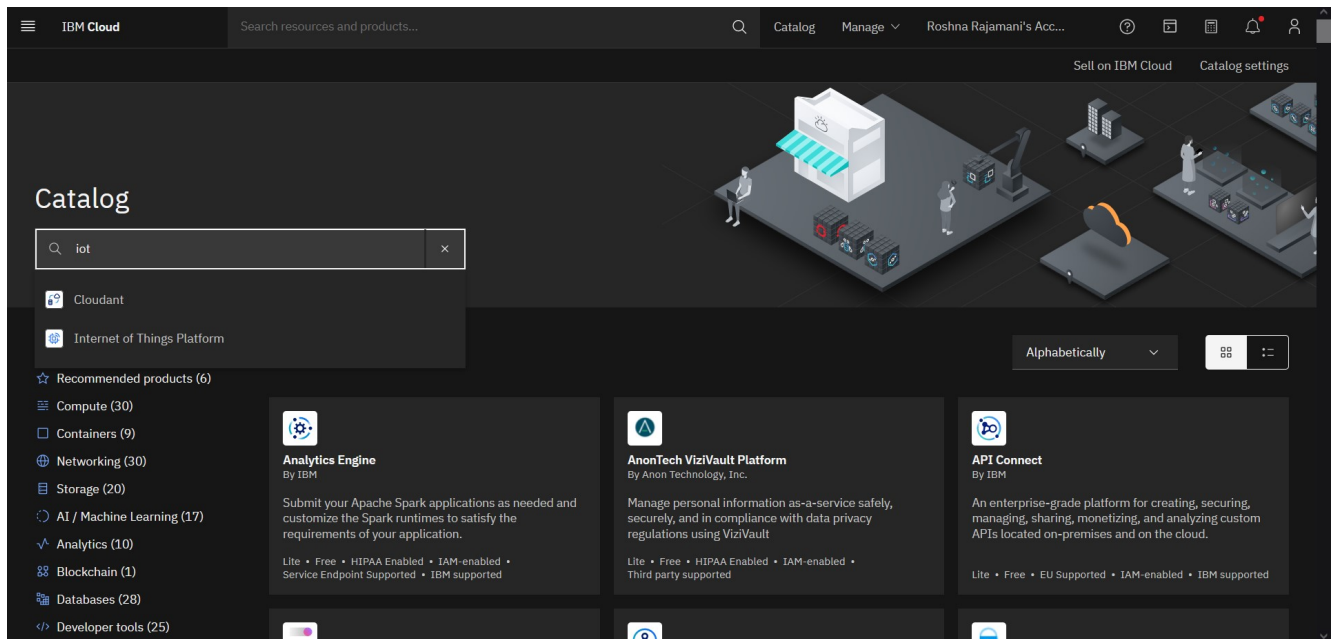 IBM Cloud
Search resources and products...
Catalog
Manage
Roshna Rajamani's Acc...
Sell on IBM Cloud
Catalog settings
Catalog
iot
Cloudant
Internet of Things Platform
Alphabetically
Recommended products (6)
Compute (30)
Containers (9)
Networking (30)
Storage (20)
AI / Machine Learning (17)
Analytics (10)
Blockchain (1)
Databases (28)
Developer tools (25)
Analytics Engine
By IBM
Submit your Apache Spark applications as needed and
customize the Spark runtimes to satisfy the
requirements of your application.
Lite • Free • HIPAA Enabled • IAM-enabled •
Service Endpoint Supported • IBM supported
AnonTech ViziVault Platform
By Anon Technology, Inc.
Manage personal information as-a-service safely,
securely, and in compliance with data privacy
regulations using ViziVault
Lite • Free • HIPAA Enabled • IAM-enabled •
Third party supported
API Connect
By IBM
An enterprise-grade platform for creating, securing,
managing, sharing, monetizing, and analyzing custom
APIs located on-premises and on the cloud.
Lite • Free • EU Supported • IAM-enabled • IBM supported